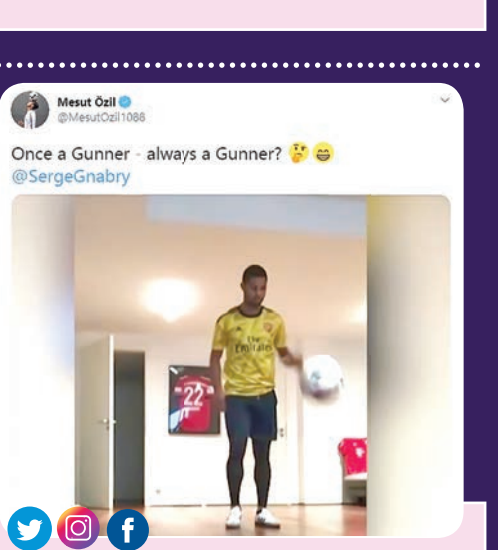 Mesut Özil
@MesutOzil1088
Once a Gunner - always a Gunner? 🤔😄
@SergeGnabry
Fly
Emirates
22